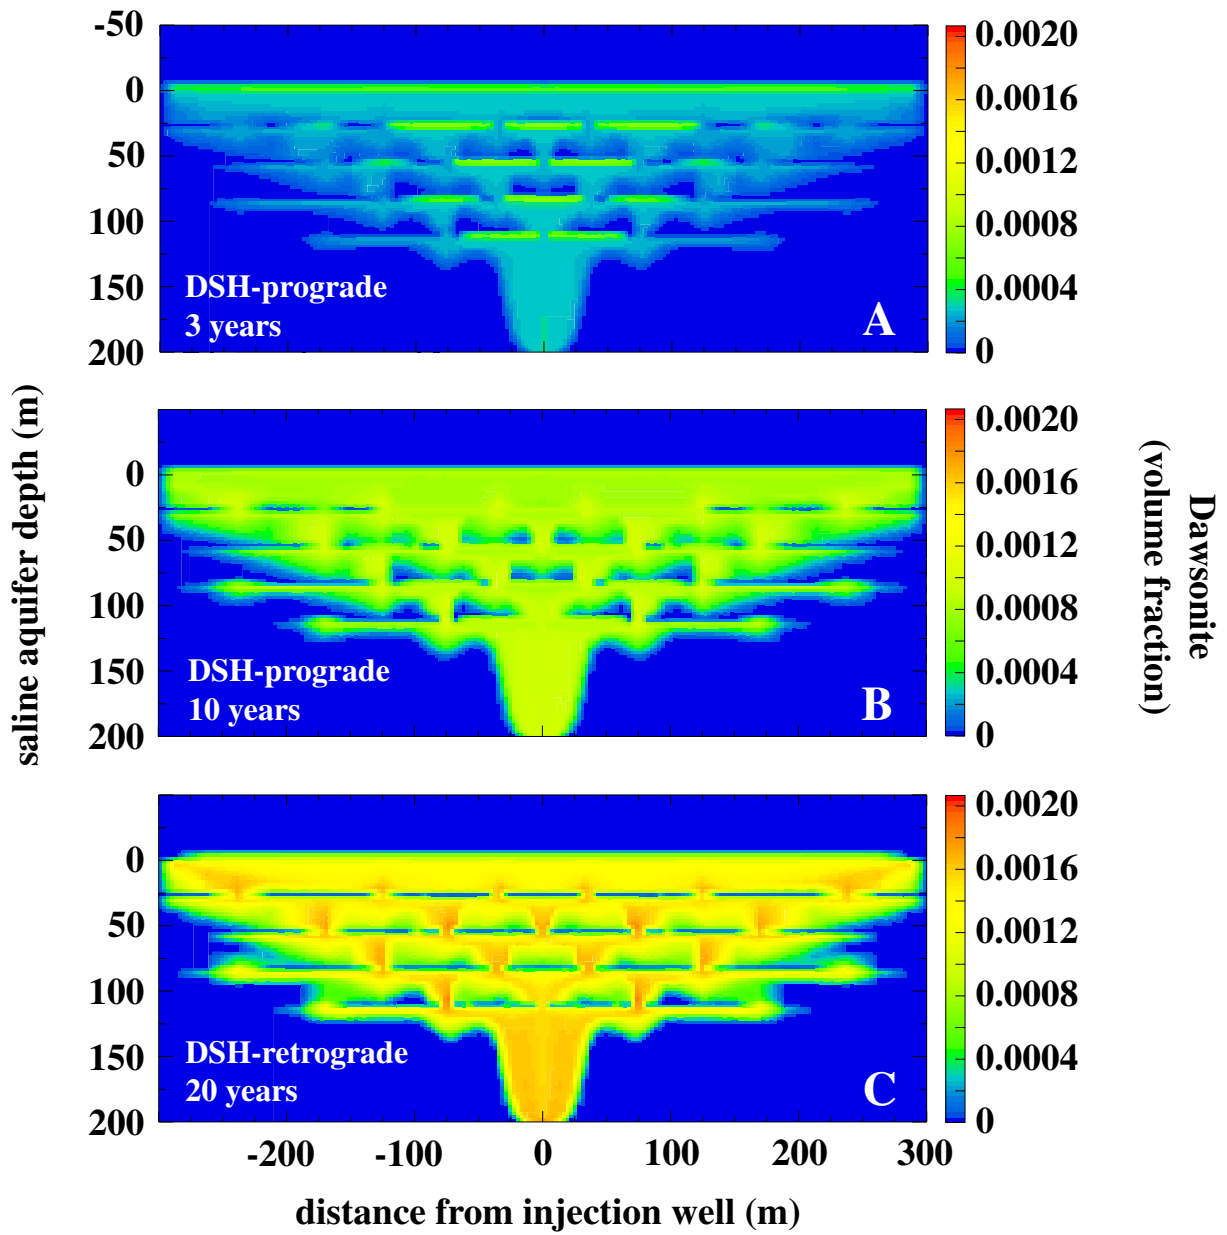 -50
0
50
100
150
200
DSH-prograde
3 years
A
0.0020
0.0016
0.0012
0.0008
0.0004
0
0
50
100
150
200
DSH-prograde
10 years
B
0.0020
0.0016
0.0012
0.0008
0.0004
0
0
50
100
150
200
DSH-retrograde
20 years
C
0.0020
0.0016
0.0012
0.0008
0.0004
0
-200 -100 0 100 200 300
distance from injection well (m)
saline aquifer depth (m)
Dawsonite
(volume fraction)